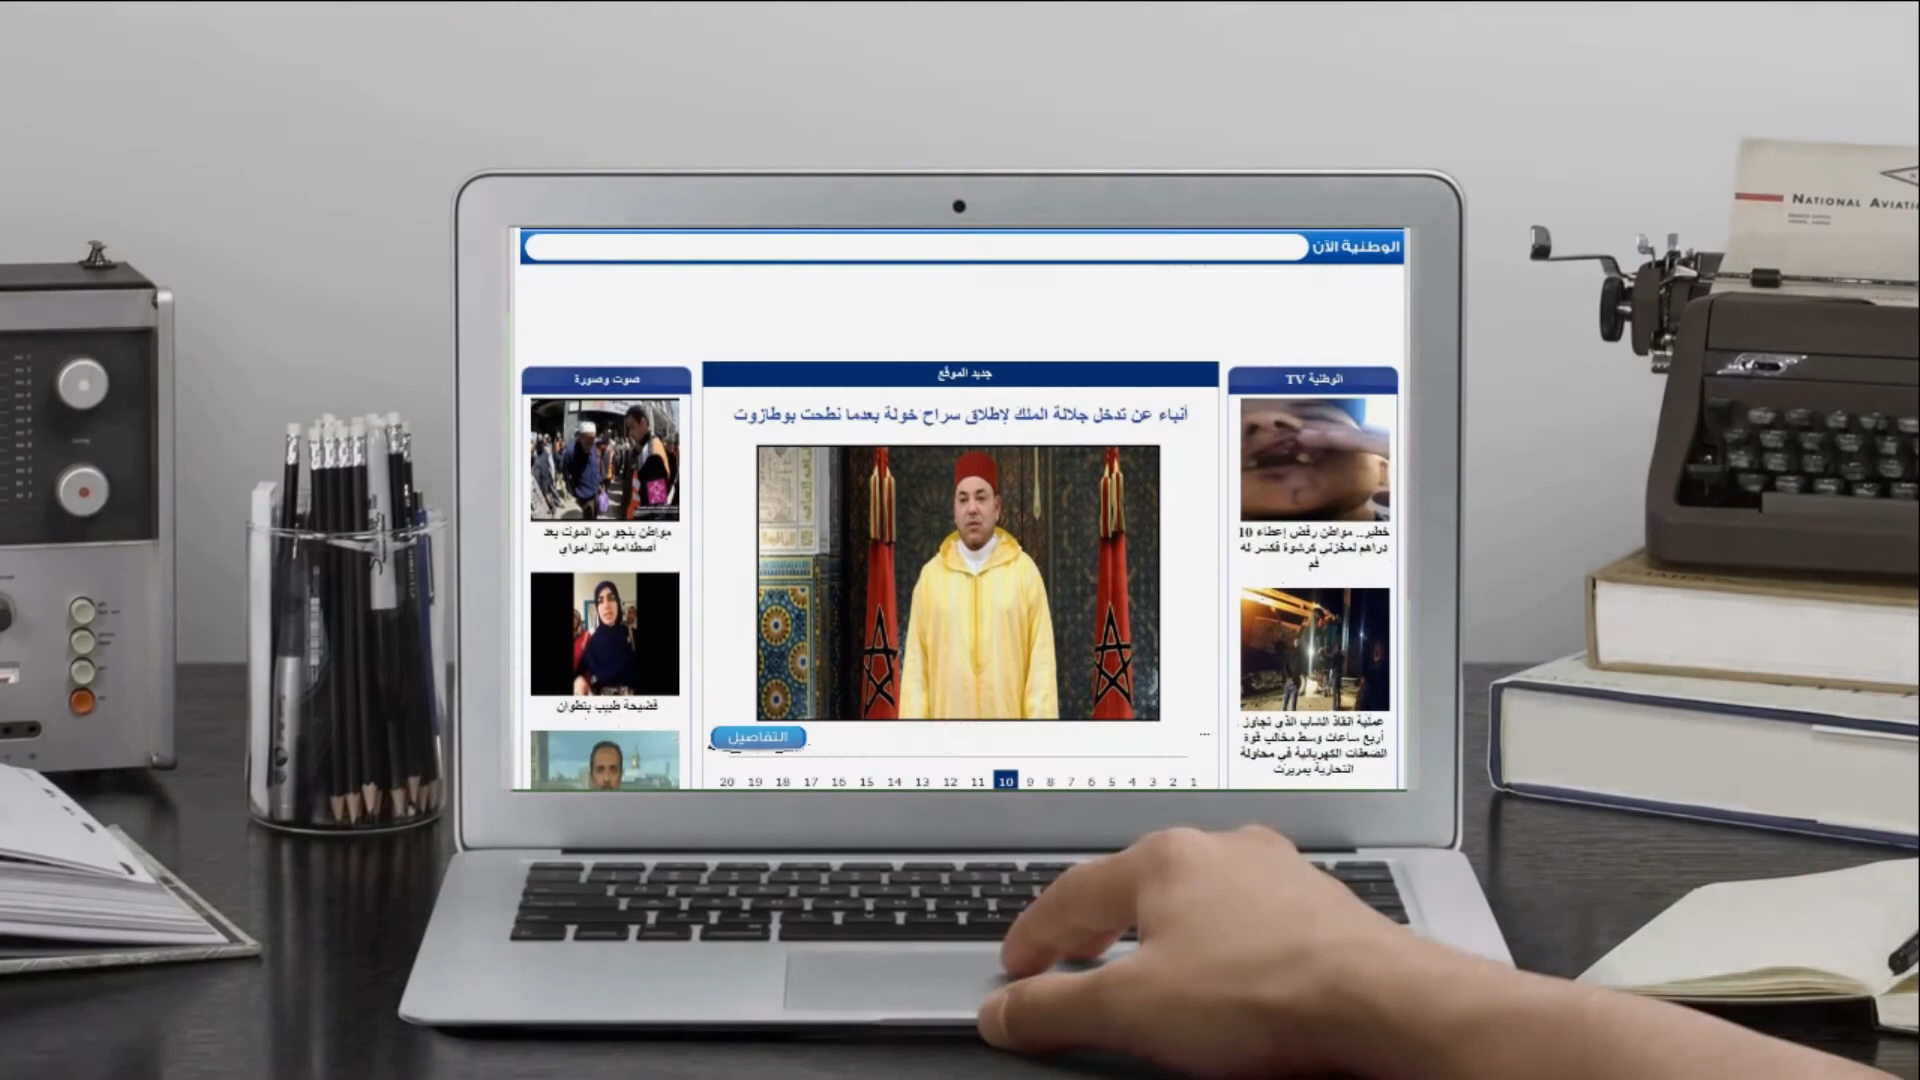 الوطنية الآن
الوطنية TV
خطير.. مواطن رفض إعطاء 10
دراهم لمخزني كرشوة فكسر له
فم
عملية انقاذ الشاب الذي تجاوز
أربع ساعات وسط مخالب قوة
الضغطات الكهربائية في محاولة
انتحارية بمريرت
جديد الموقع
أنباء عن تدخل جلالة الملك لإطلاق سراح خولة بعدما نطحت بوطازوت
...
التفاصيل
1 2 3 4 5 6 7 8 9 10 11 12 13 14 15 16 17 18 19 20
صوت وصورة
مواطن ينجو من الموت بعد
أصطدامه بالترامواي
فضيحة طبيب بتطوان
NATIONAL AVIATI